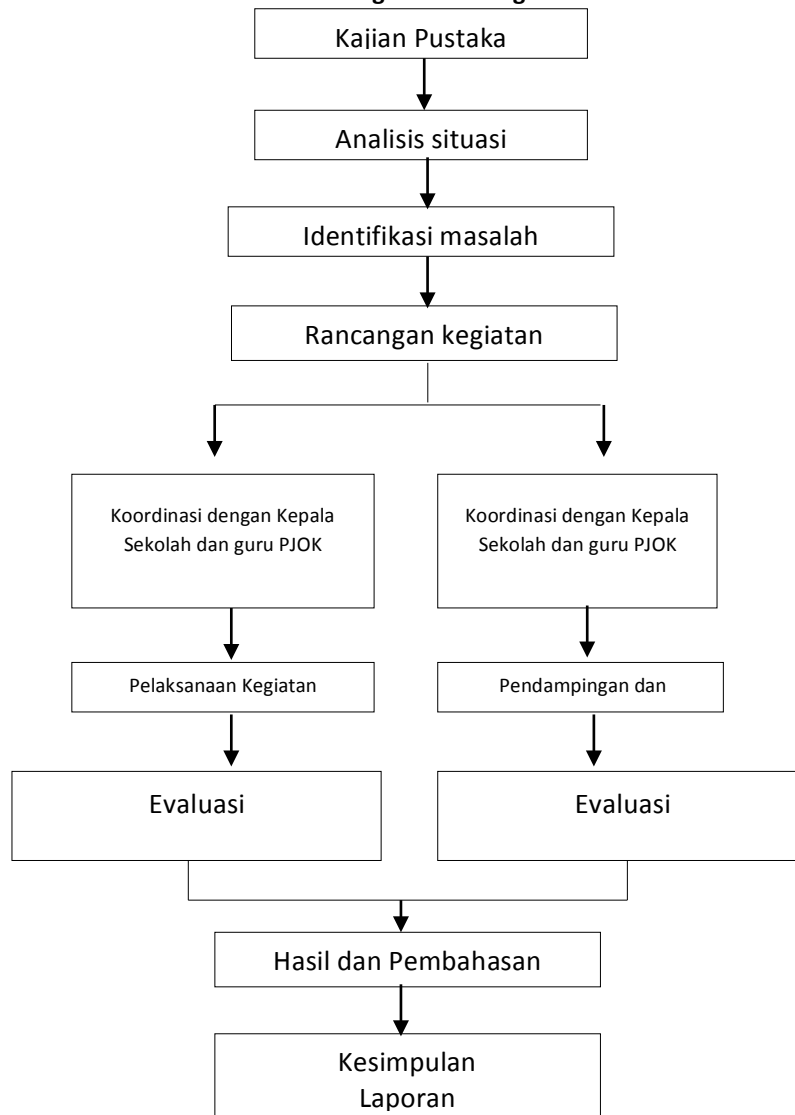 Kajian Pustaka
Analisis situasi
Identifikasi masalah
Rancangan kegiatan
Koordinasi dengan Kepala
Sekolah dan guru PJOK
Koordinasi dengan Kepala
Sekolah dan guru PJOK
Pelaksanaan Kegiatan
Pendampingan dan
Evaluasi
Evaluasi
Hasil dan Pembahasan
Kesimpulan
Laporan